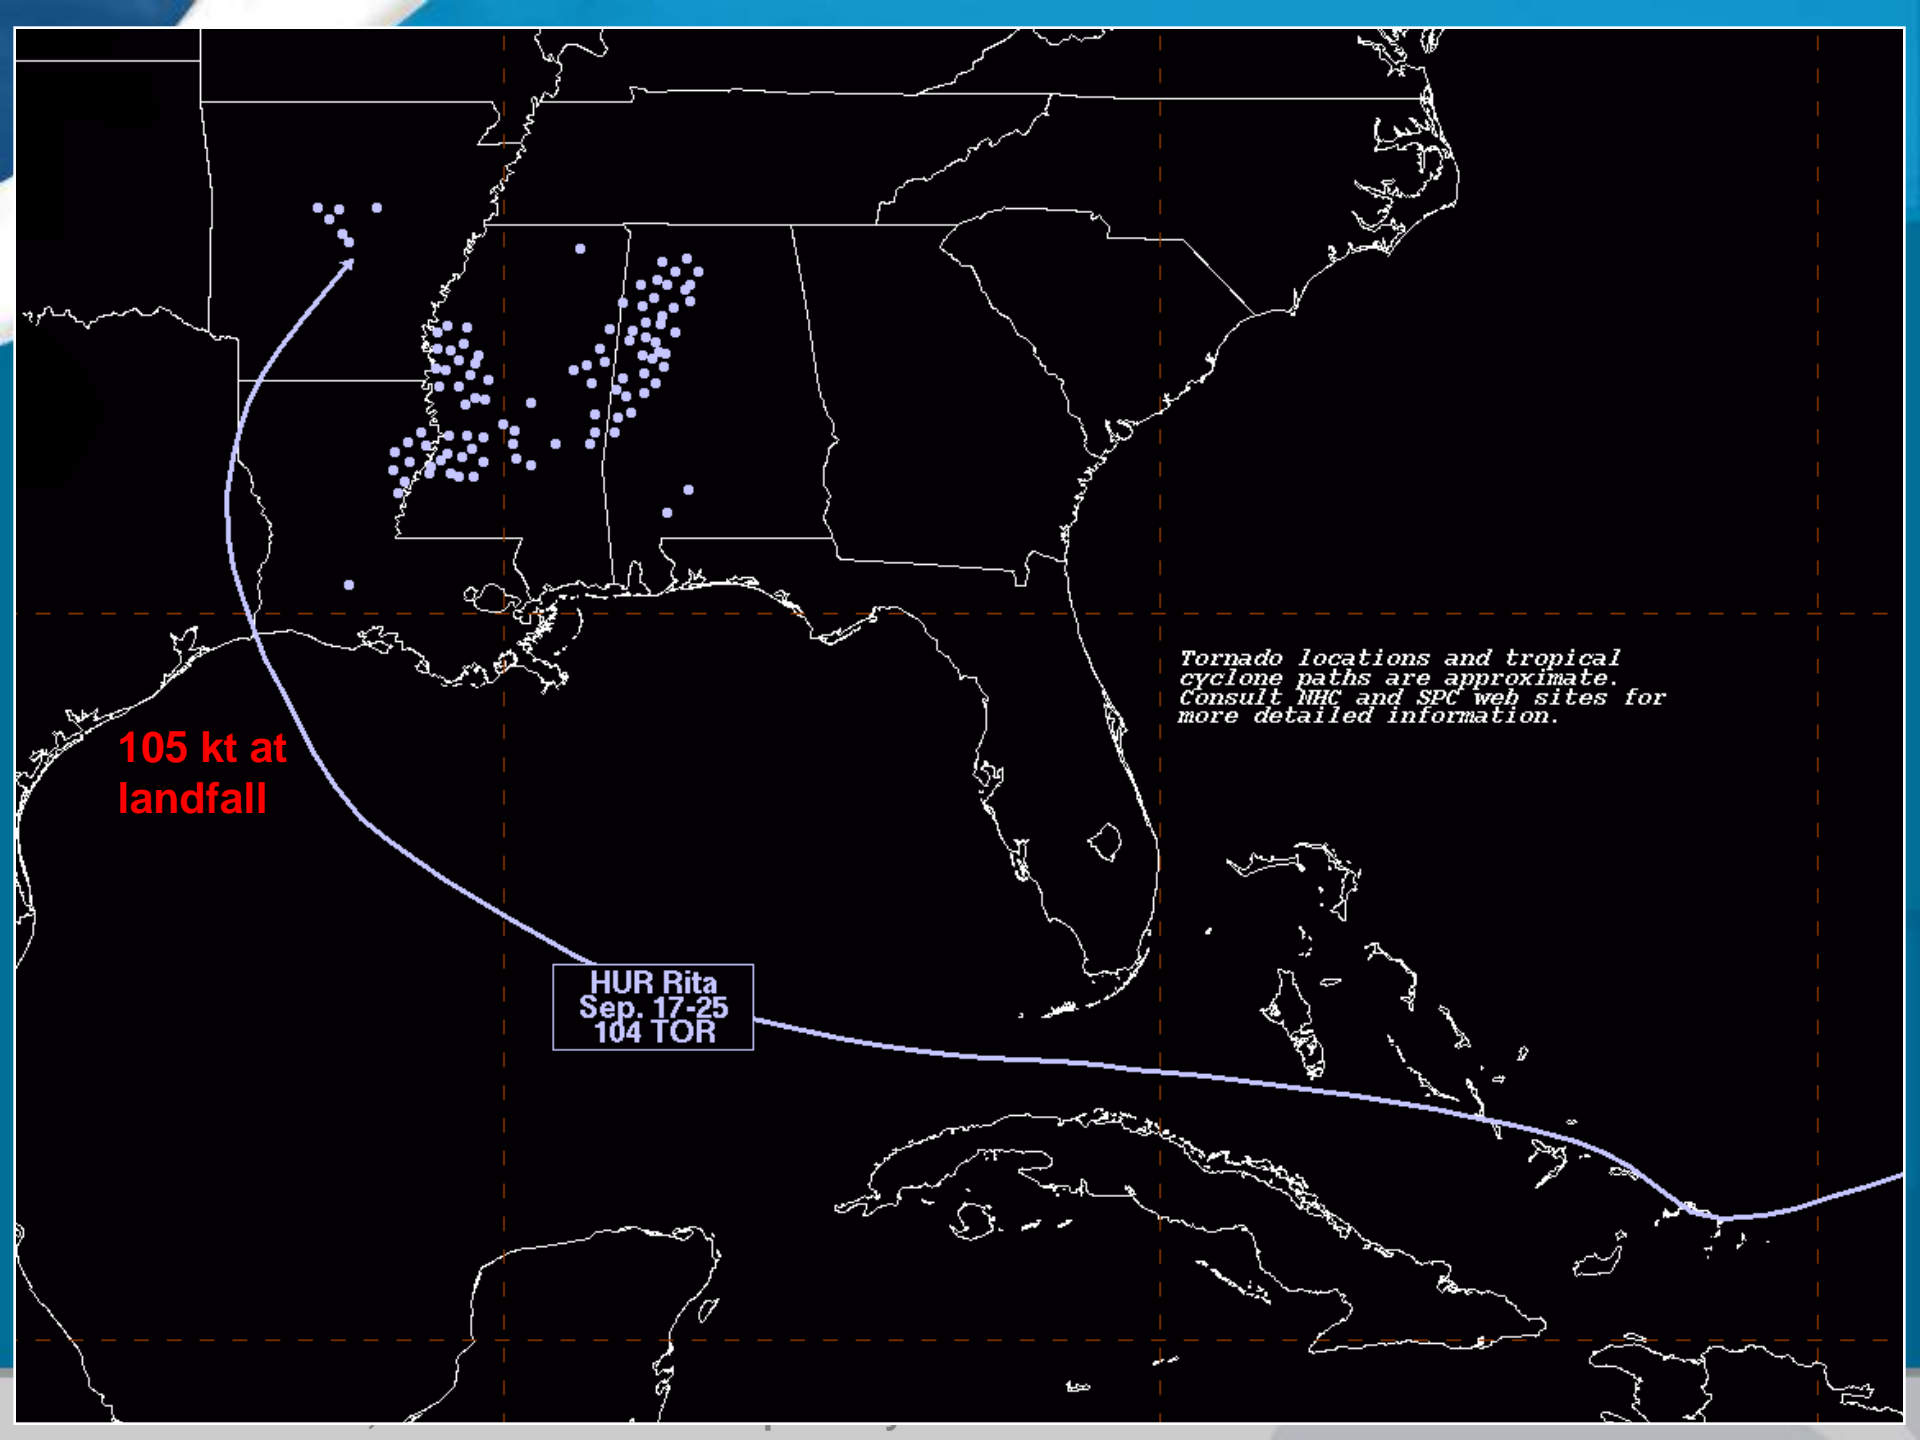 Tornado locations and tropical
cyclone paths are approximate.
Consult NHC and SPC web sites for
more detailed information.
105 kt at
landfall
HUR Rita
Sep. 17-25
104 TOR